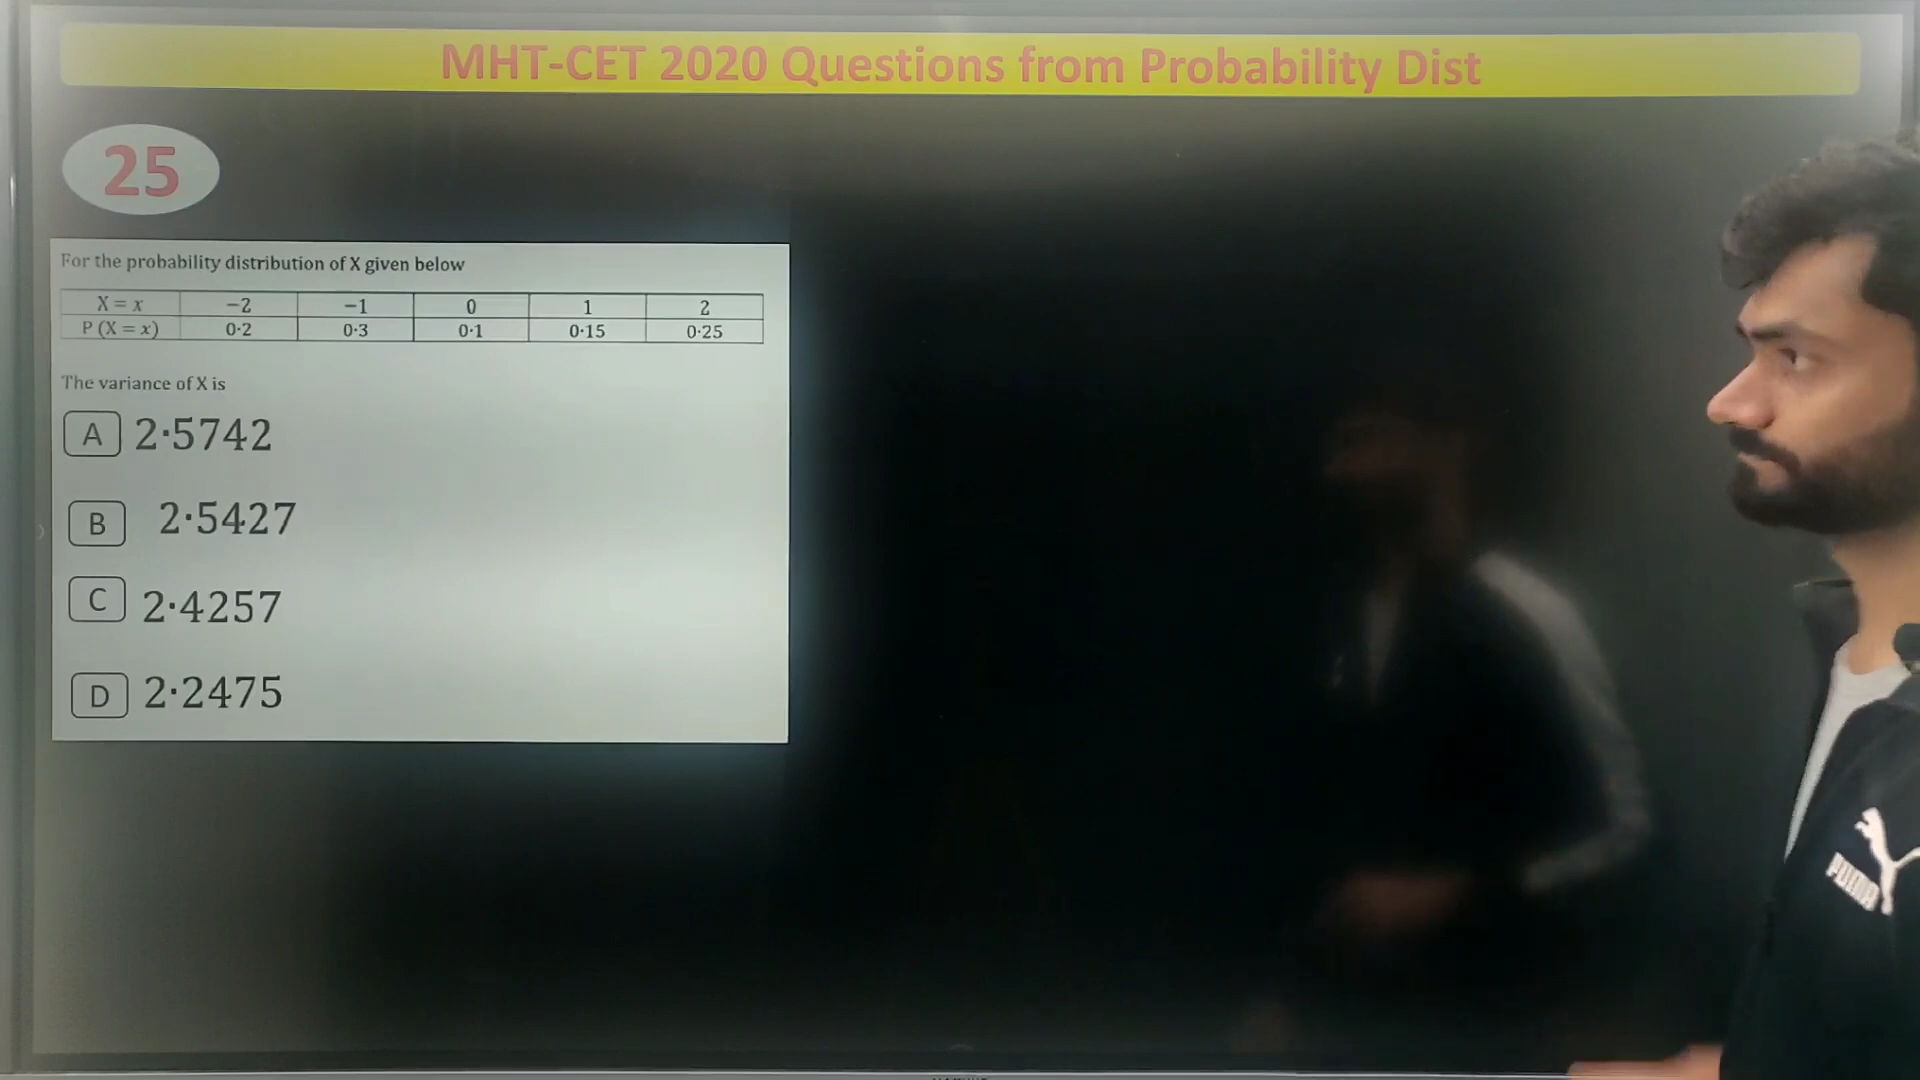 MHT-CET 2020 Questions from Probability Dist
25
For the probability distribution of X given below
X = x −2 −1 0 1 2
P (X = x) 0·2 0·3 0·1 0·15 0·25
The variance of X is
A 2·5742
B 2·5427
C 2·4257
D 2·2475
PUMA